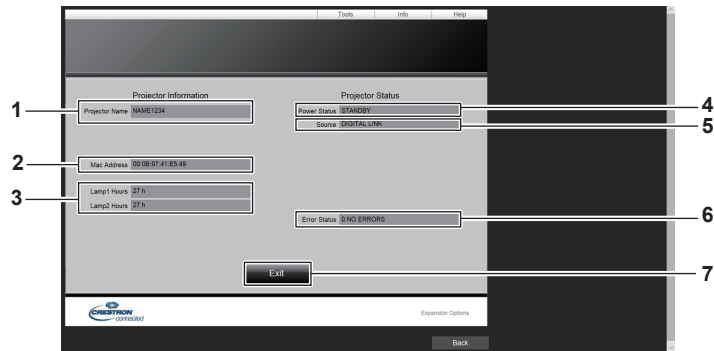 Tools Info Help
Projector Information
Projector Status
1
Projector Name NAME1234
Power Status STANDBY
4
Source DIGITAL LINK
5
2
Mac Address 00:0B:97:41:E5:49
3
Lamp1 Hours 27 h
Lamp2 Hours 27 h
Error Status 0:NO ERRORS
6
Exit
7
CRESTRON
connected
Expansion Options
Back